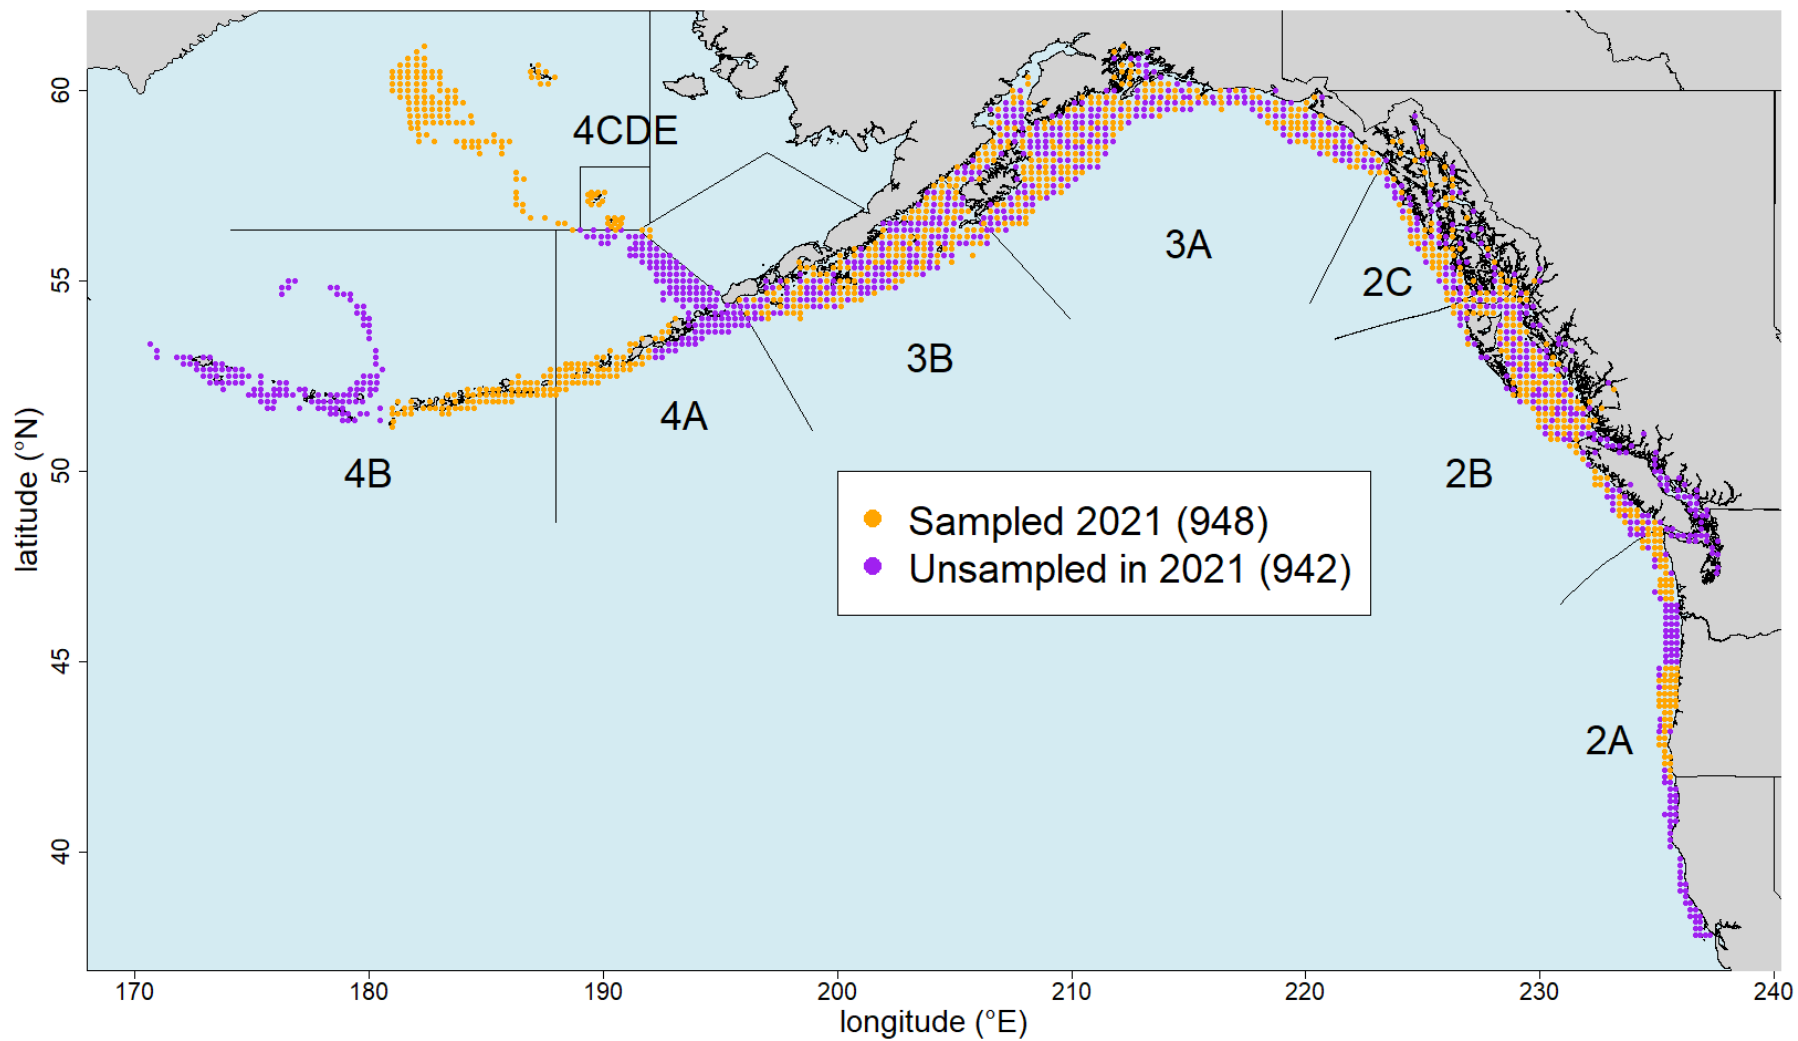 60
55
50
45
40
latitude (°N)
4CDE
3A
2C
3B
4A
4B
2B
Sampled 2021 (948)
Unsampled in 2021 (942)
2A
170
180
190
200
210
220
230
240
longitude (°E)